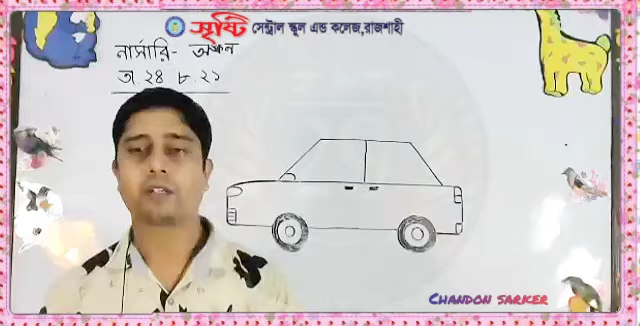 সৃষ্টি সেন্ট্রাল স্কুল এন্ড কলেজ,রাজশাহী
নার্সারি- অঙ্কন
তাং ২৪ ৮ ২১
CHANDON SARKER